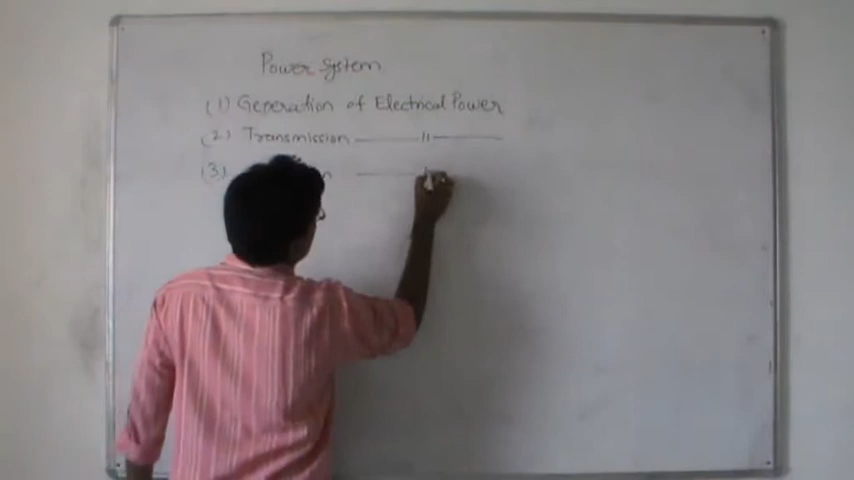 Power System
(1) Generation of Electrical Power
(2) Transmission ———— 〃 ————
(3)